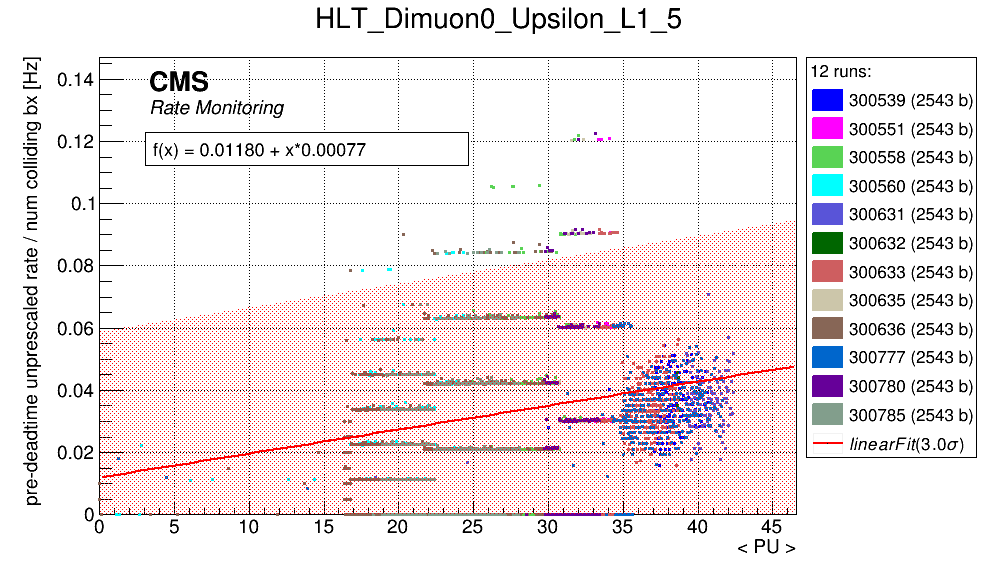 HLT_Dimuon0_Upsilon_L1_5
pre-deadtime unprescaled rate / num colliding bx [Hz]
CMS
Rate Monitoring
f(x) = 0.01180 + x*0.00077
0.14
0.12
0.1
0.08
0.06
0.04
0.02
0
0 5 10 15 20 25 30 35 40 45
< PU >
12 runs:
300539 (2543 b)
300551 (2543 b)
300558 (2543 b)
300560 (2543 b)
300631 (2543 b)
300632 (2543 b)
300633 (2543 b)
300635 (2543 b)
300636 (2543 b)
300777 (2543 b)
300780 (2543 b)
300785 (2543 b)
linearFit(3.0σ)